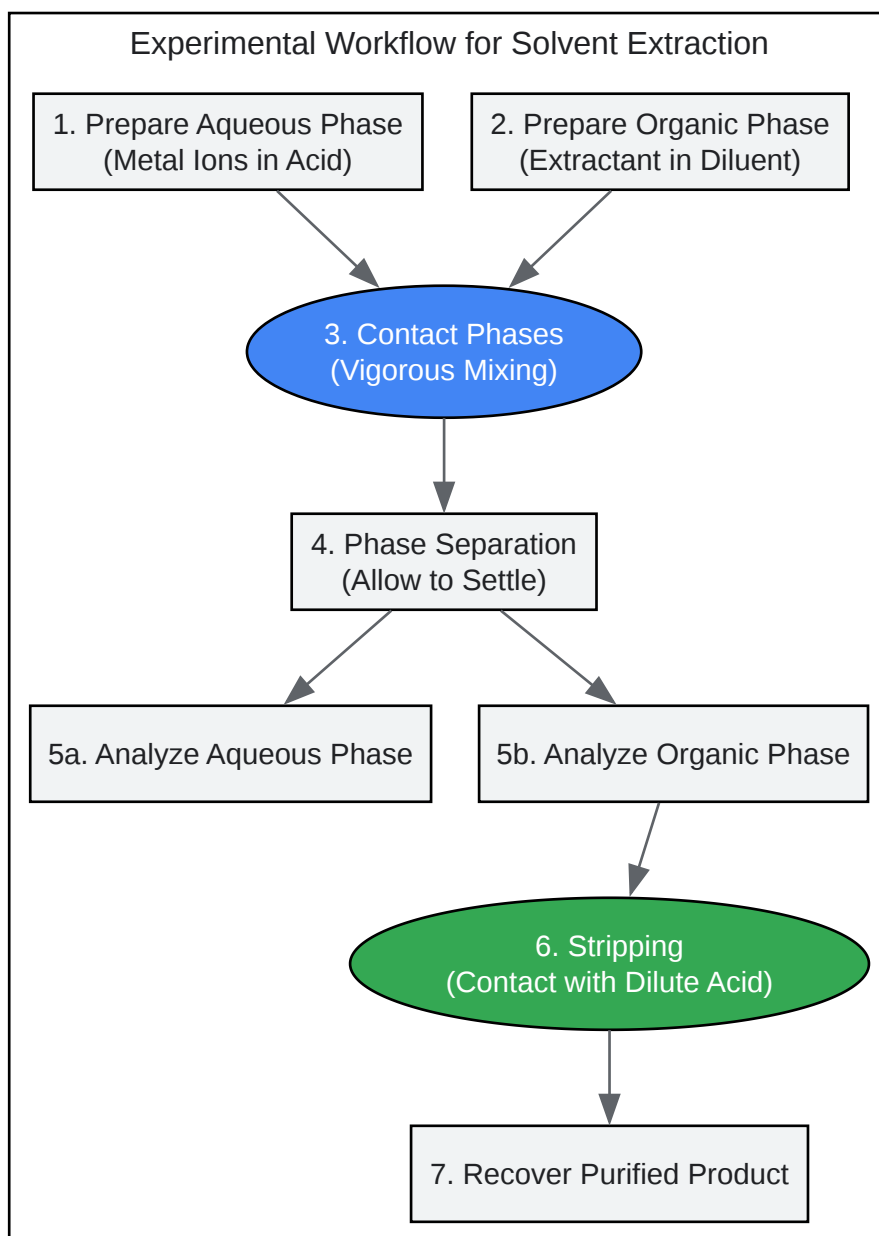 Experimental Workflow for Solvent Extraction
1. Prepare Aqueous Phase
(Metal Ions in Acid)
2. Prepare Organic Phase
(Extractant in Diluent)
3. Contact Phases
(Vigorous Mixing)
4. Phase Separation
(Allow to Settle)
5a. Analyze Aqueous Phase
5b. Analyze Organic Phase
6. Stripping
(Contact with Dilute Acid)
7. Recover Purified Product